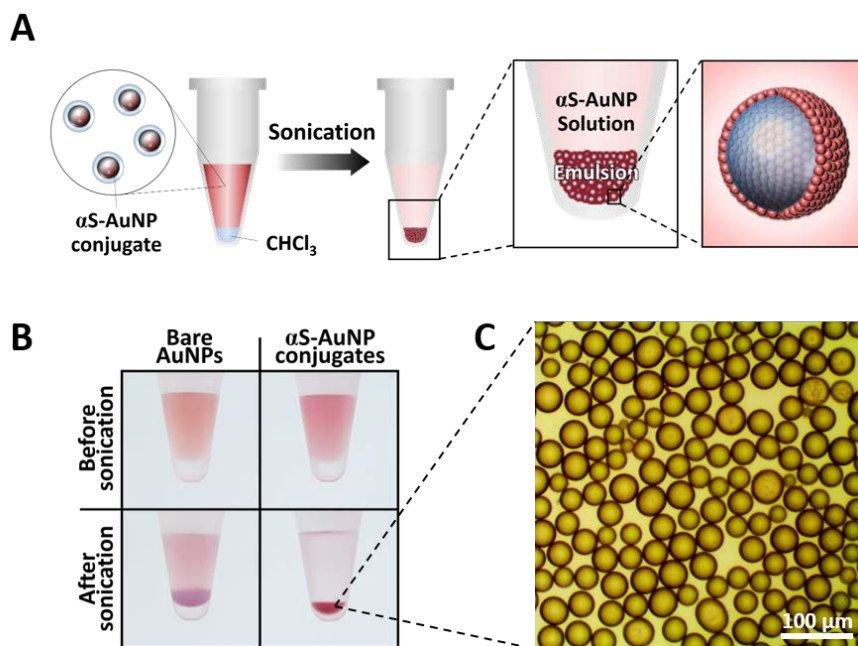 A
αS-AuNP
conjugate
CHCl₃
Sonication
αS-AuNP
Solution
Emulsion
B
Bare
AuNPs
αS-AuNP
conjugates
Before
sonication
After
sonication
C
100 µm